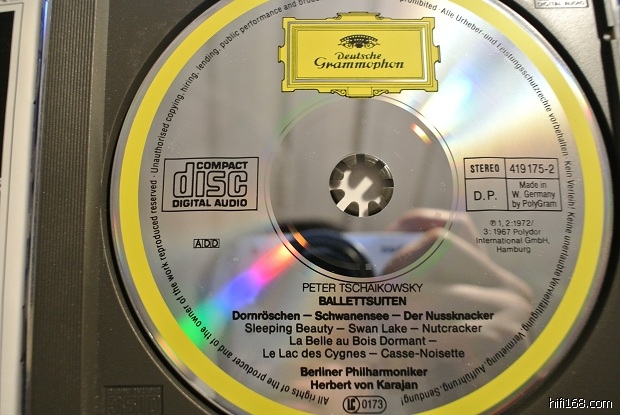 DIGITAL AUDIO
All rights of the producer and of the owner of the work reproduced reserved · Unauthorised copying, hiring, lending, public performance and
prohibited Alle Urheber- und Leistungsschutzrechte vorbehalten. Kein Verleih! Keine unerlaubte Vervielfältigung, Vermietung, Aufführung, Sendung!
Deutsche
Grammophon
COMPACT
disc
DIGITAL AUDIO
STEREO 419 175-2
D.P.
Made in
W. Germany
by PolyGram
ADD
℗ 1, 2: 1972/
3: 1967 Polydor
International GmbH,
Hamburg
PETER TSCHAIKOWSKY
BALLETTSUITEN
Dornröschen – Schwanensee – Der Nussknacker
Sleeping Beauty – Swan Lake – Nutcracker
La Belle au Bois Dormant –
Le Lac des Cygnes – Casse-Noisette
Berliner Philharmoniker
Herbert von Karajan
LC 0173
hifi168.com